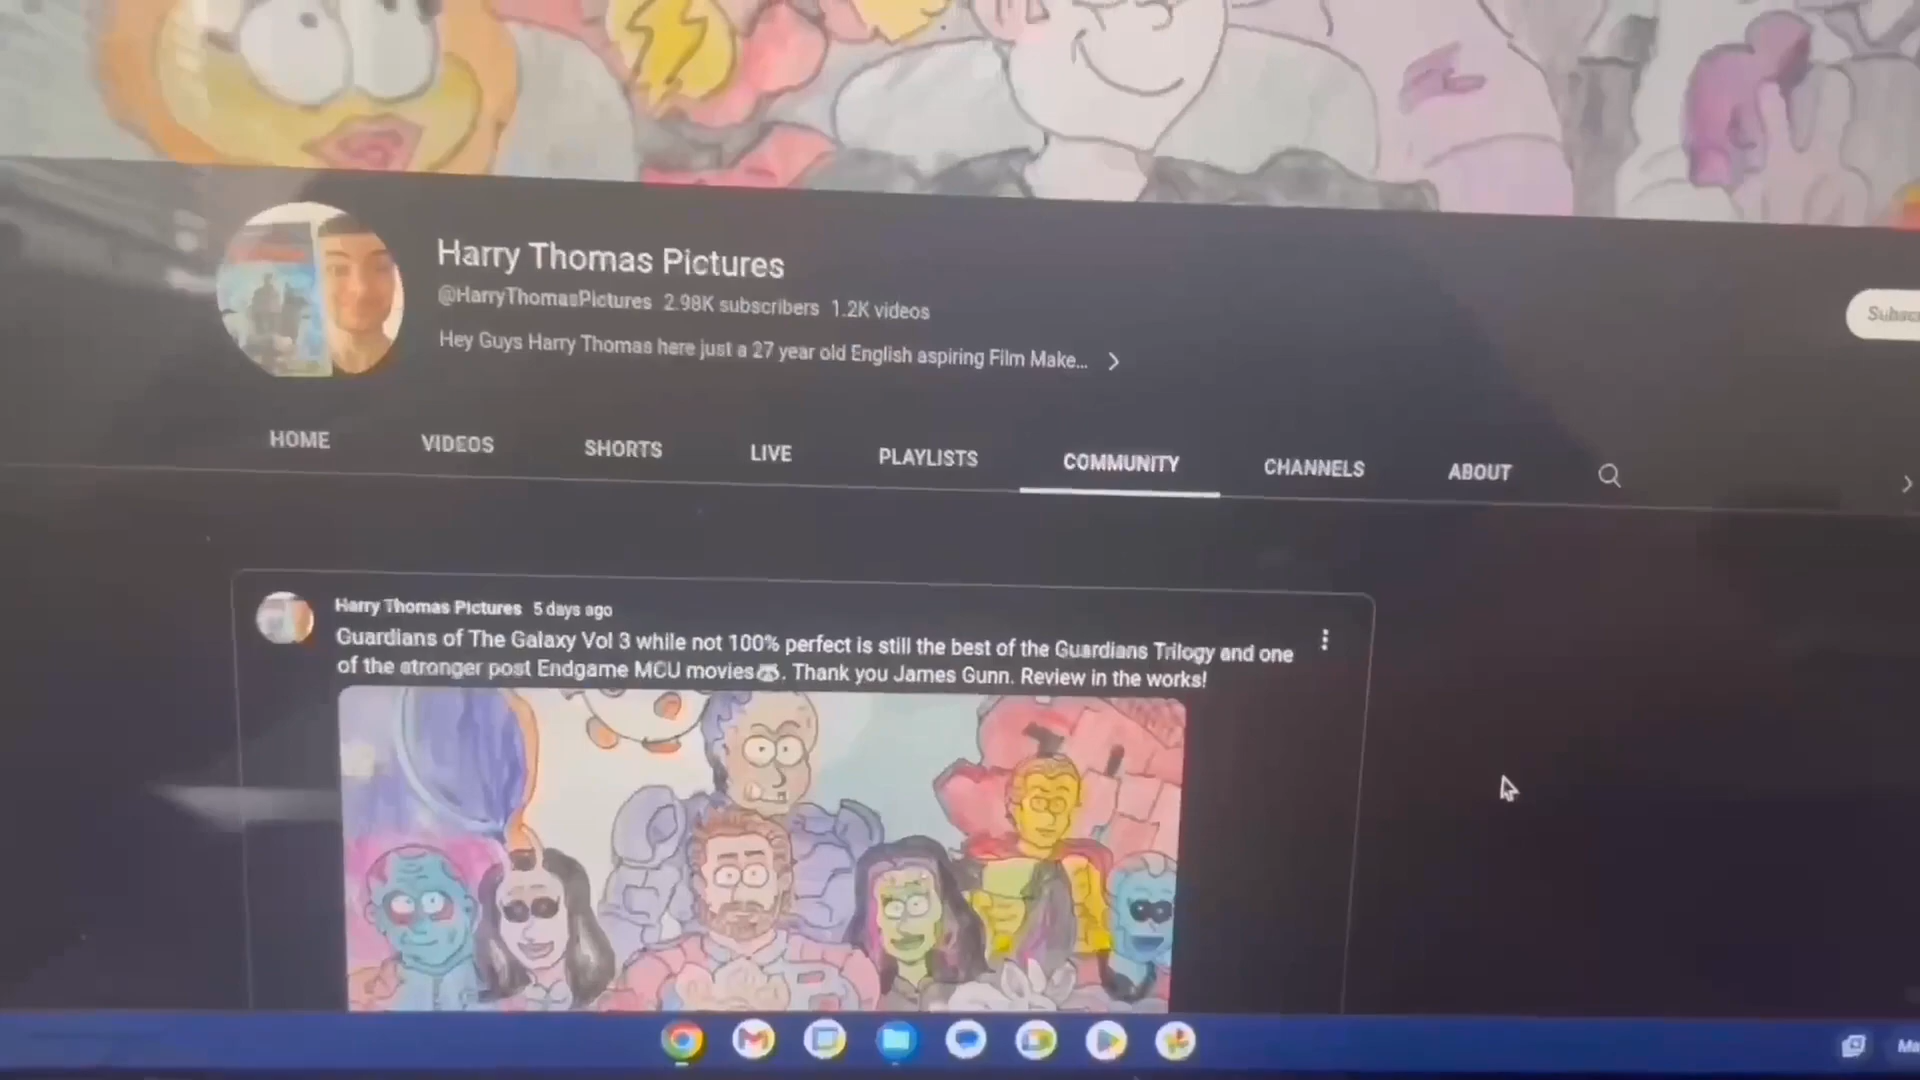 Harry Thomas Pictures
@HarryThomasPictures 2.98K subscribers 1.2K videos
Hey Guys Harry Thomas here just a 27 year old English aspiring Film Make...
HOME VIDEOS SHORTS LIVE PLAYLISTS COMMUNITY CHANNELS ABOUT
Harry Thomas Pictures 5 days ago
Guardians of The Galaxy Vol 3 while not 100% perfect is still the best of the Guardians Trilogy and one
of the stronger post Endgame MCU movies🦝. Thank you James Gunn. Review in the works!